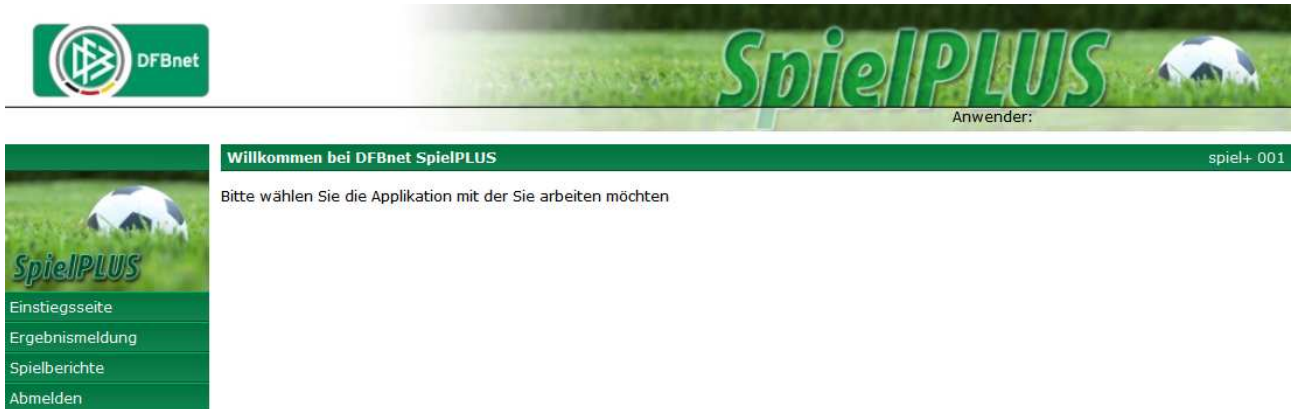 DFBnet
SpielPLUS
Anwender:
Willkommen bei DFBnet SpielPLUS
spiel+ 001
Bitte wählen Sie die Applikation mit der Sie arbeiten möchten
SpielPLUS
Einstiegsseite
Ergebnismeldung
Spielberichte
Abmelden